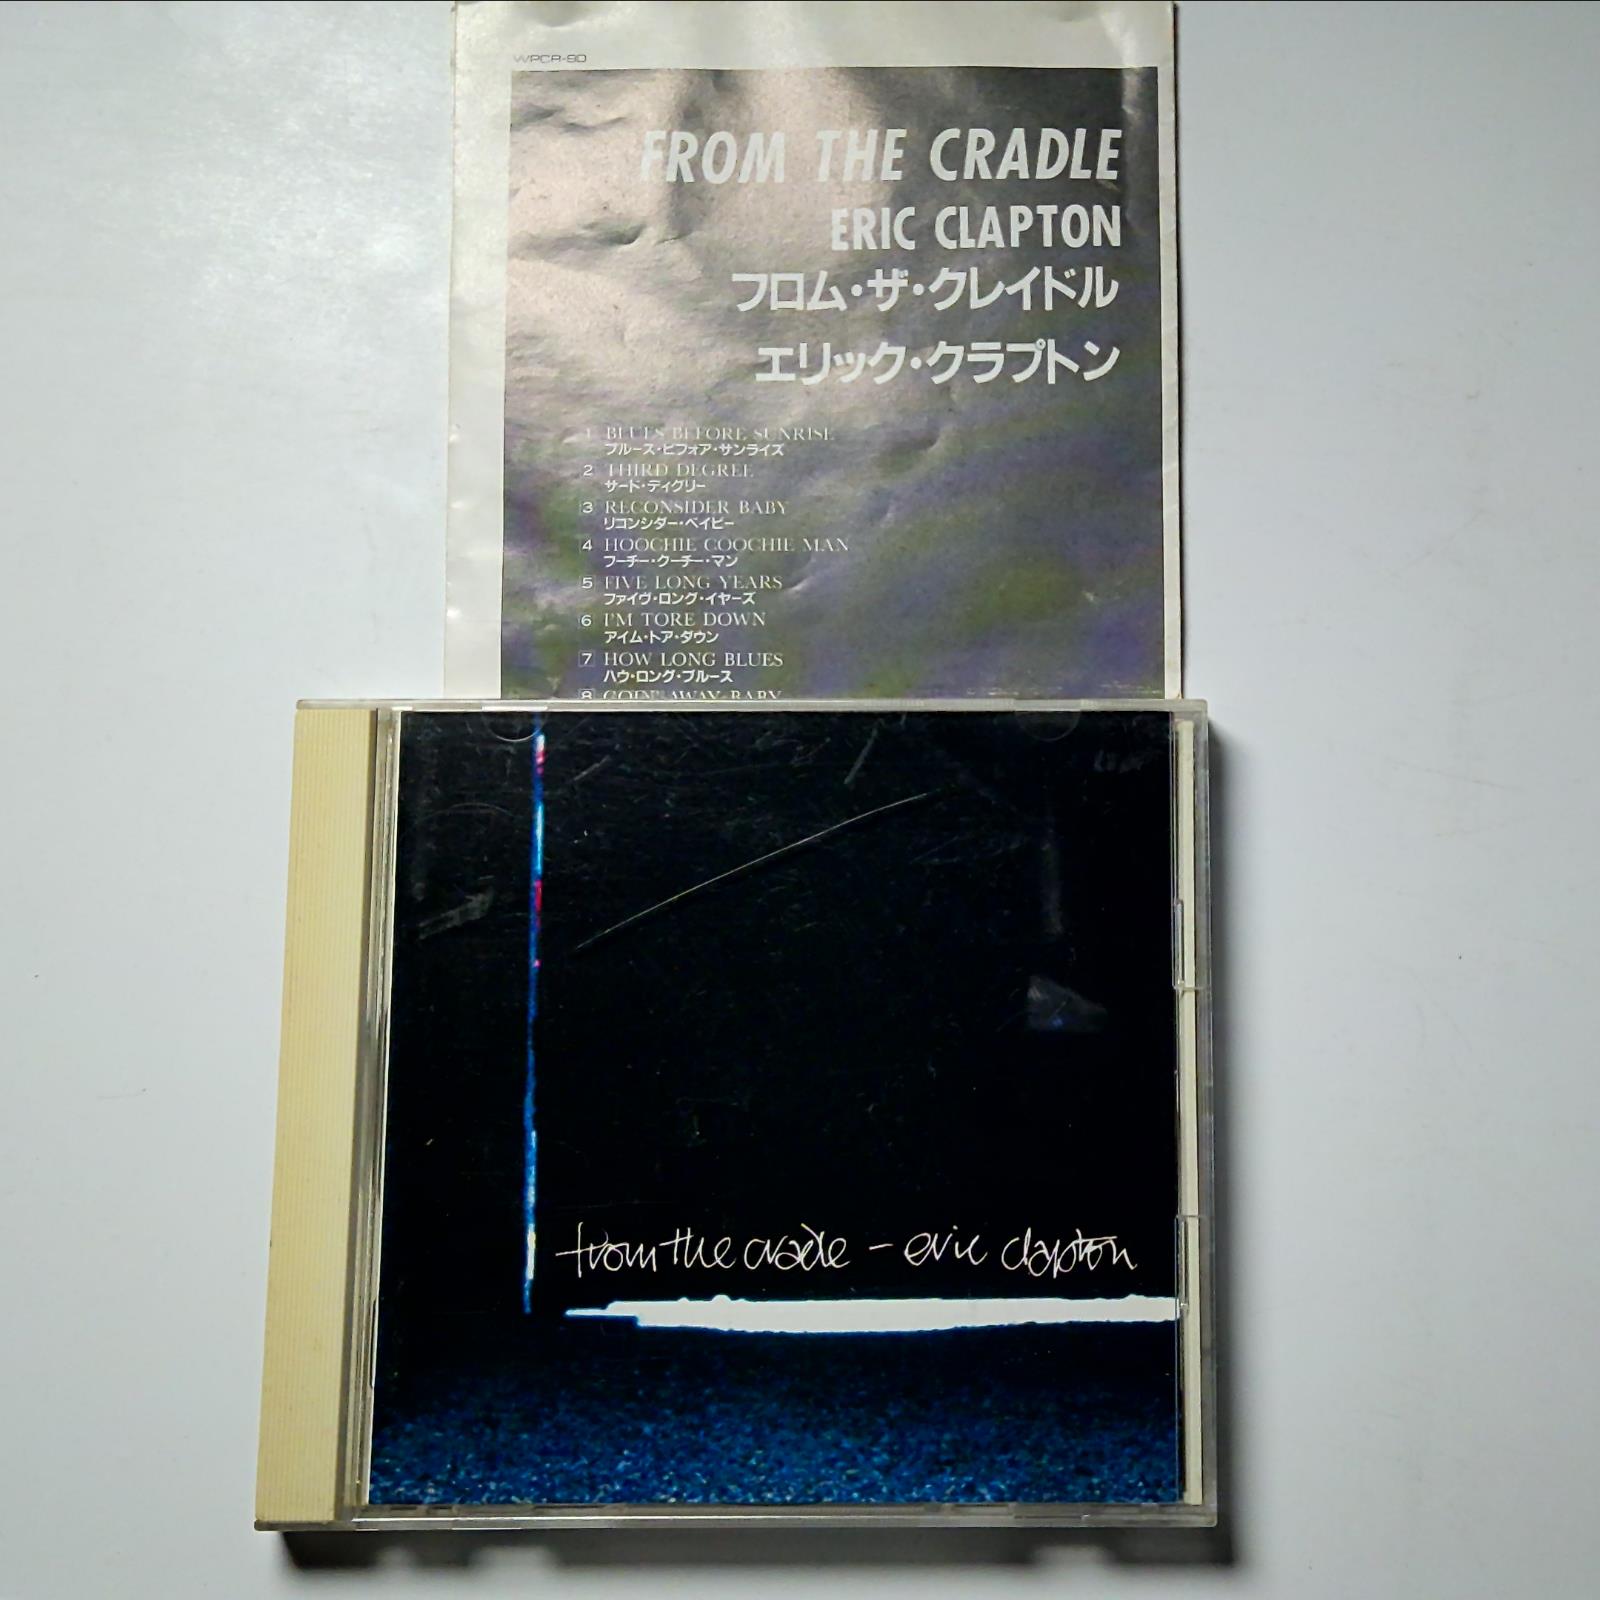 WPCR-90
FROM THE CRADLE
ERIC CLAPTON
フロム・ザ・クレイドル
エリック・クラプトン
1 BLUES BEFORE SUNRISE
ブルース・ビフォア・サンライズ
2 THIRD DEGREE
サード・ディグリー
3 RECONSIDER BABY
リコンシダー・ベイビー
4 HOOCHIE COOCHIE MAN
フーチー・クーチー・マン
5 FIVE LONG YEARS
ファイヴ・ロング・イヤーズ
6 I'M TORE DOWN
アイム・トア・ダウン
7 HOW LONG BLUES
ハウ・ロング・ブルース
8 GOIN' AWAY BABY
from the cradle - eric clapton